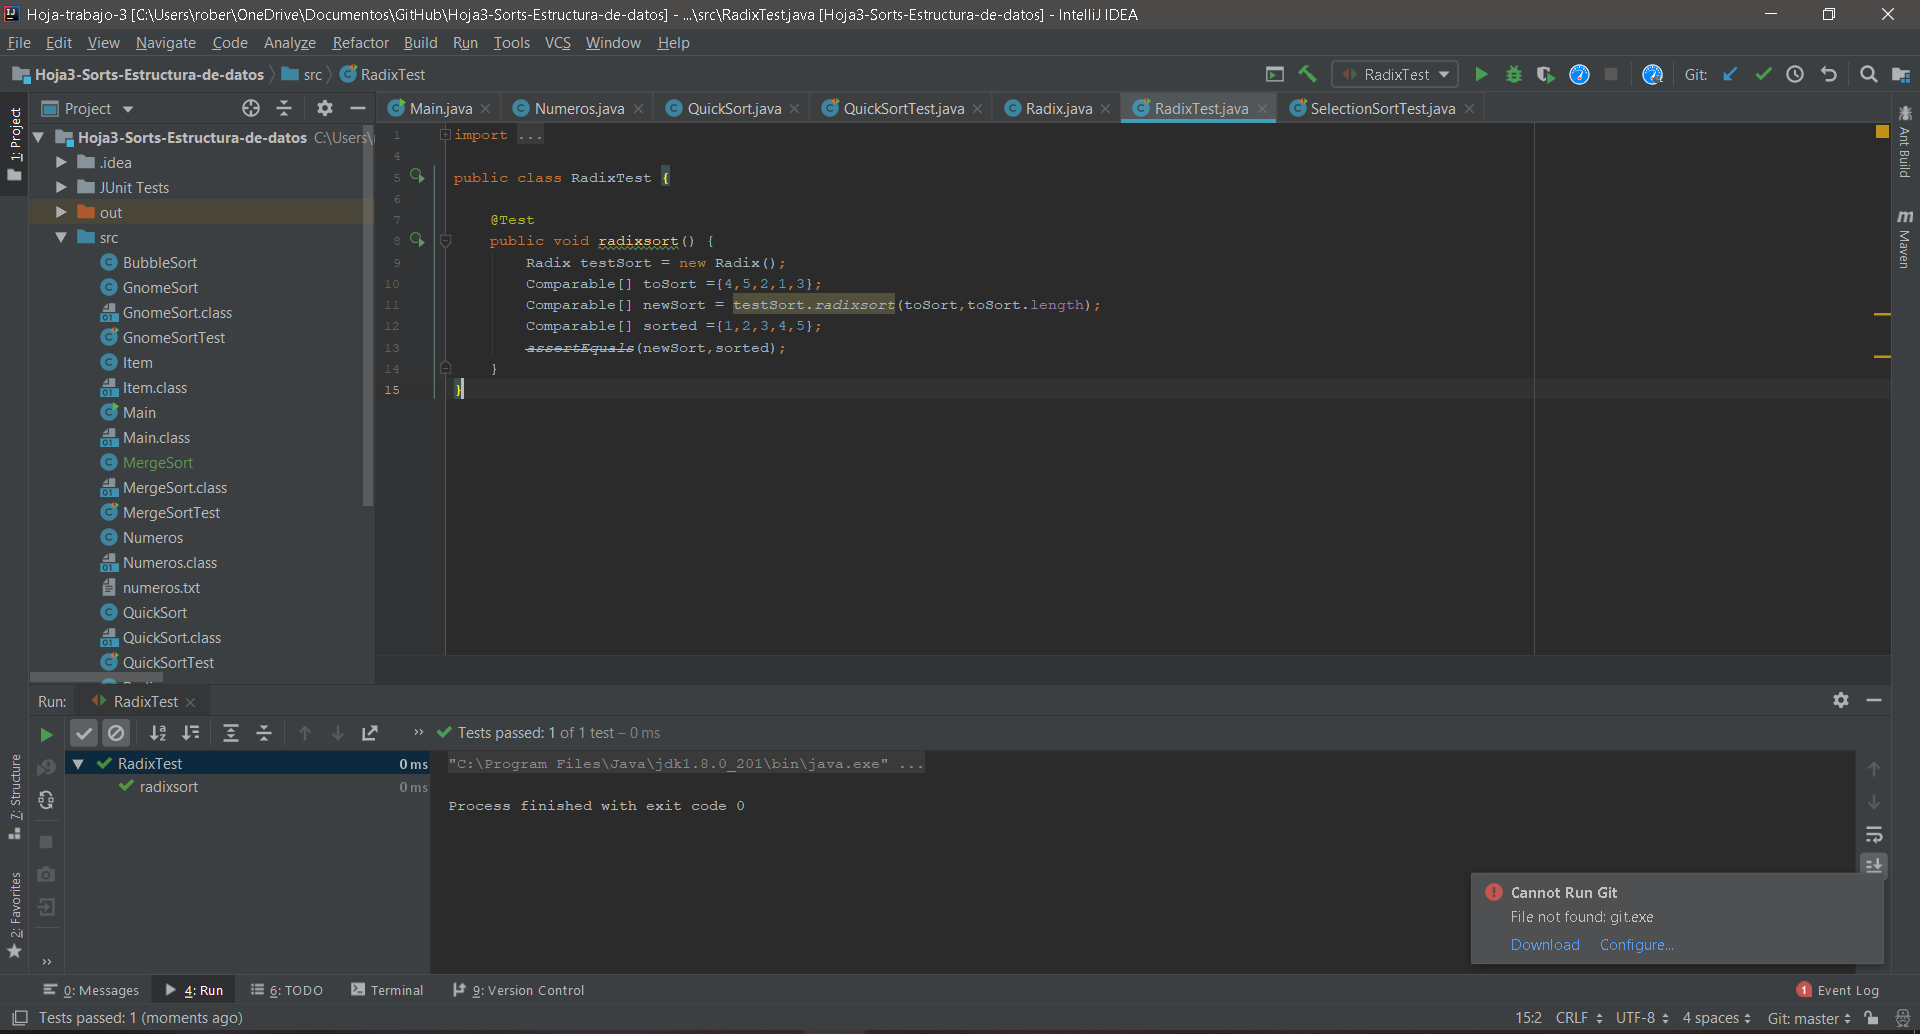 Hoja-trabajo-3 [C:\Users\rober\OneDrive\Documentos\GitHub\Hoja3-Sorts-Estructura-de-datos] - ...\src\RadixTest.java [Hoja3-Sorts-Estructura-de-datos] - IntelliJ IDEA
File Edit View Navigate Code Analyze Refactor Build Run Tools VCS Window Help
Hoja3-Sorts-Estructura-de-datos src RadixTest
RadixTest
Git:
1: Project
Project
Main.java Numeros.java QuickSort.java QuickSortTest.java Radix.java RadixTest.java SelectionSortTest.java
Hoja3-Sorts-Estructura-de-datos C:\Users\
.idea
JUnit Tests
out
src
BubbleSort
GnomeSort
GnomeSort.class
GnomeSortTest
Item
Item.class
Main
Main.class
MergeSort
MergeSort.class
MergeSortTest
Numeros
Numeros.class
numeros.txt
QuickSort
QuickSort.class
QuickSortTest
1 import ...
4
5 public class RadixTest {
6
7 @Test
8 public void radixsort() {
9 Radix testSort = new Radix();
10 Comparable[] toSort ={4,5,2,1,3};
11 Comparable[] newSort = testSort.radixsort(toSort,toSort.length);
12 Comparable[] sorted ={1,2,3,4,5};
13 assertEquals(newSort,sorted);
14 }
15 }
Ant Build
m Maven
Run: RadixTest
Tests passed: 1 of 1 test – 0 ms
RadixTest 0 ms
radixsort 0 ms
"C:\Program Files\Java\jdk1.8.0_201\bin\java.exe" ...
Process finished with exit code 0
7: Structure
2: Favorites
Cannot Run Git
File not found: git.exe
Download Configure...
0: Messages 4: Run 6: TODO Terminal 9: Version Control
1 Event Log
Tests passed: 1 (moments ago)
15:2 CRLF UTF-8 4 spaces Git: master